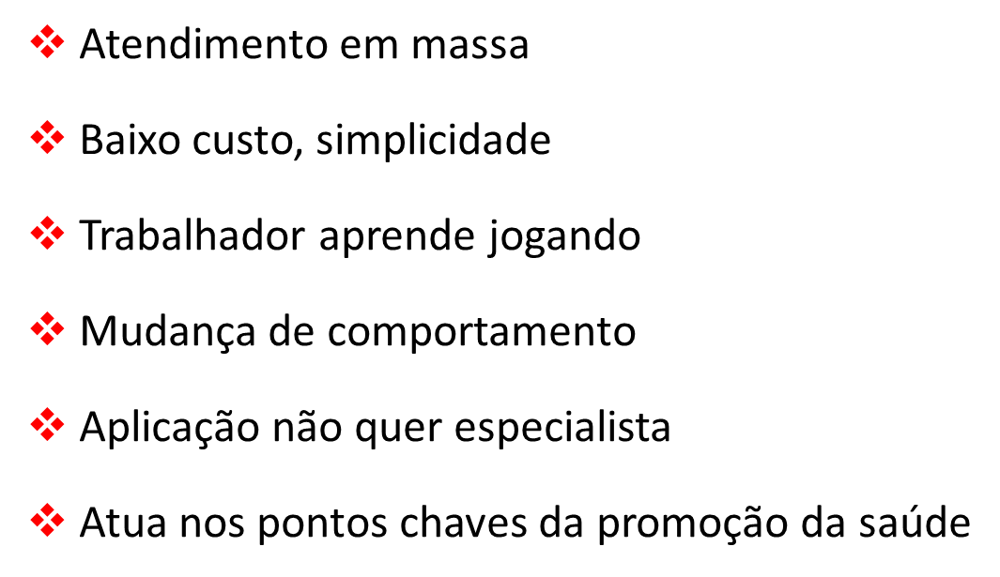 ❖ Atendimento em massa
❖ Baixo custo, simplicidade
❖ Trabalhador aprende jogando
❖ Mudança de comportamento
❖ Aplicação não quer especialista
❖ Atua nos pontos chaves da promoção da saúde